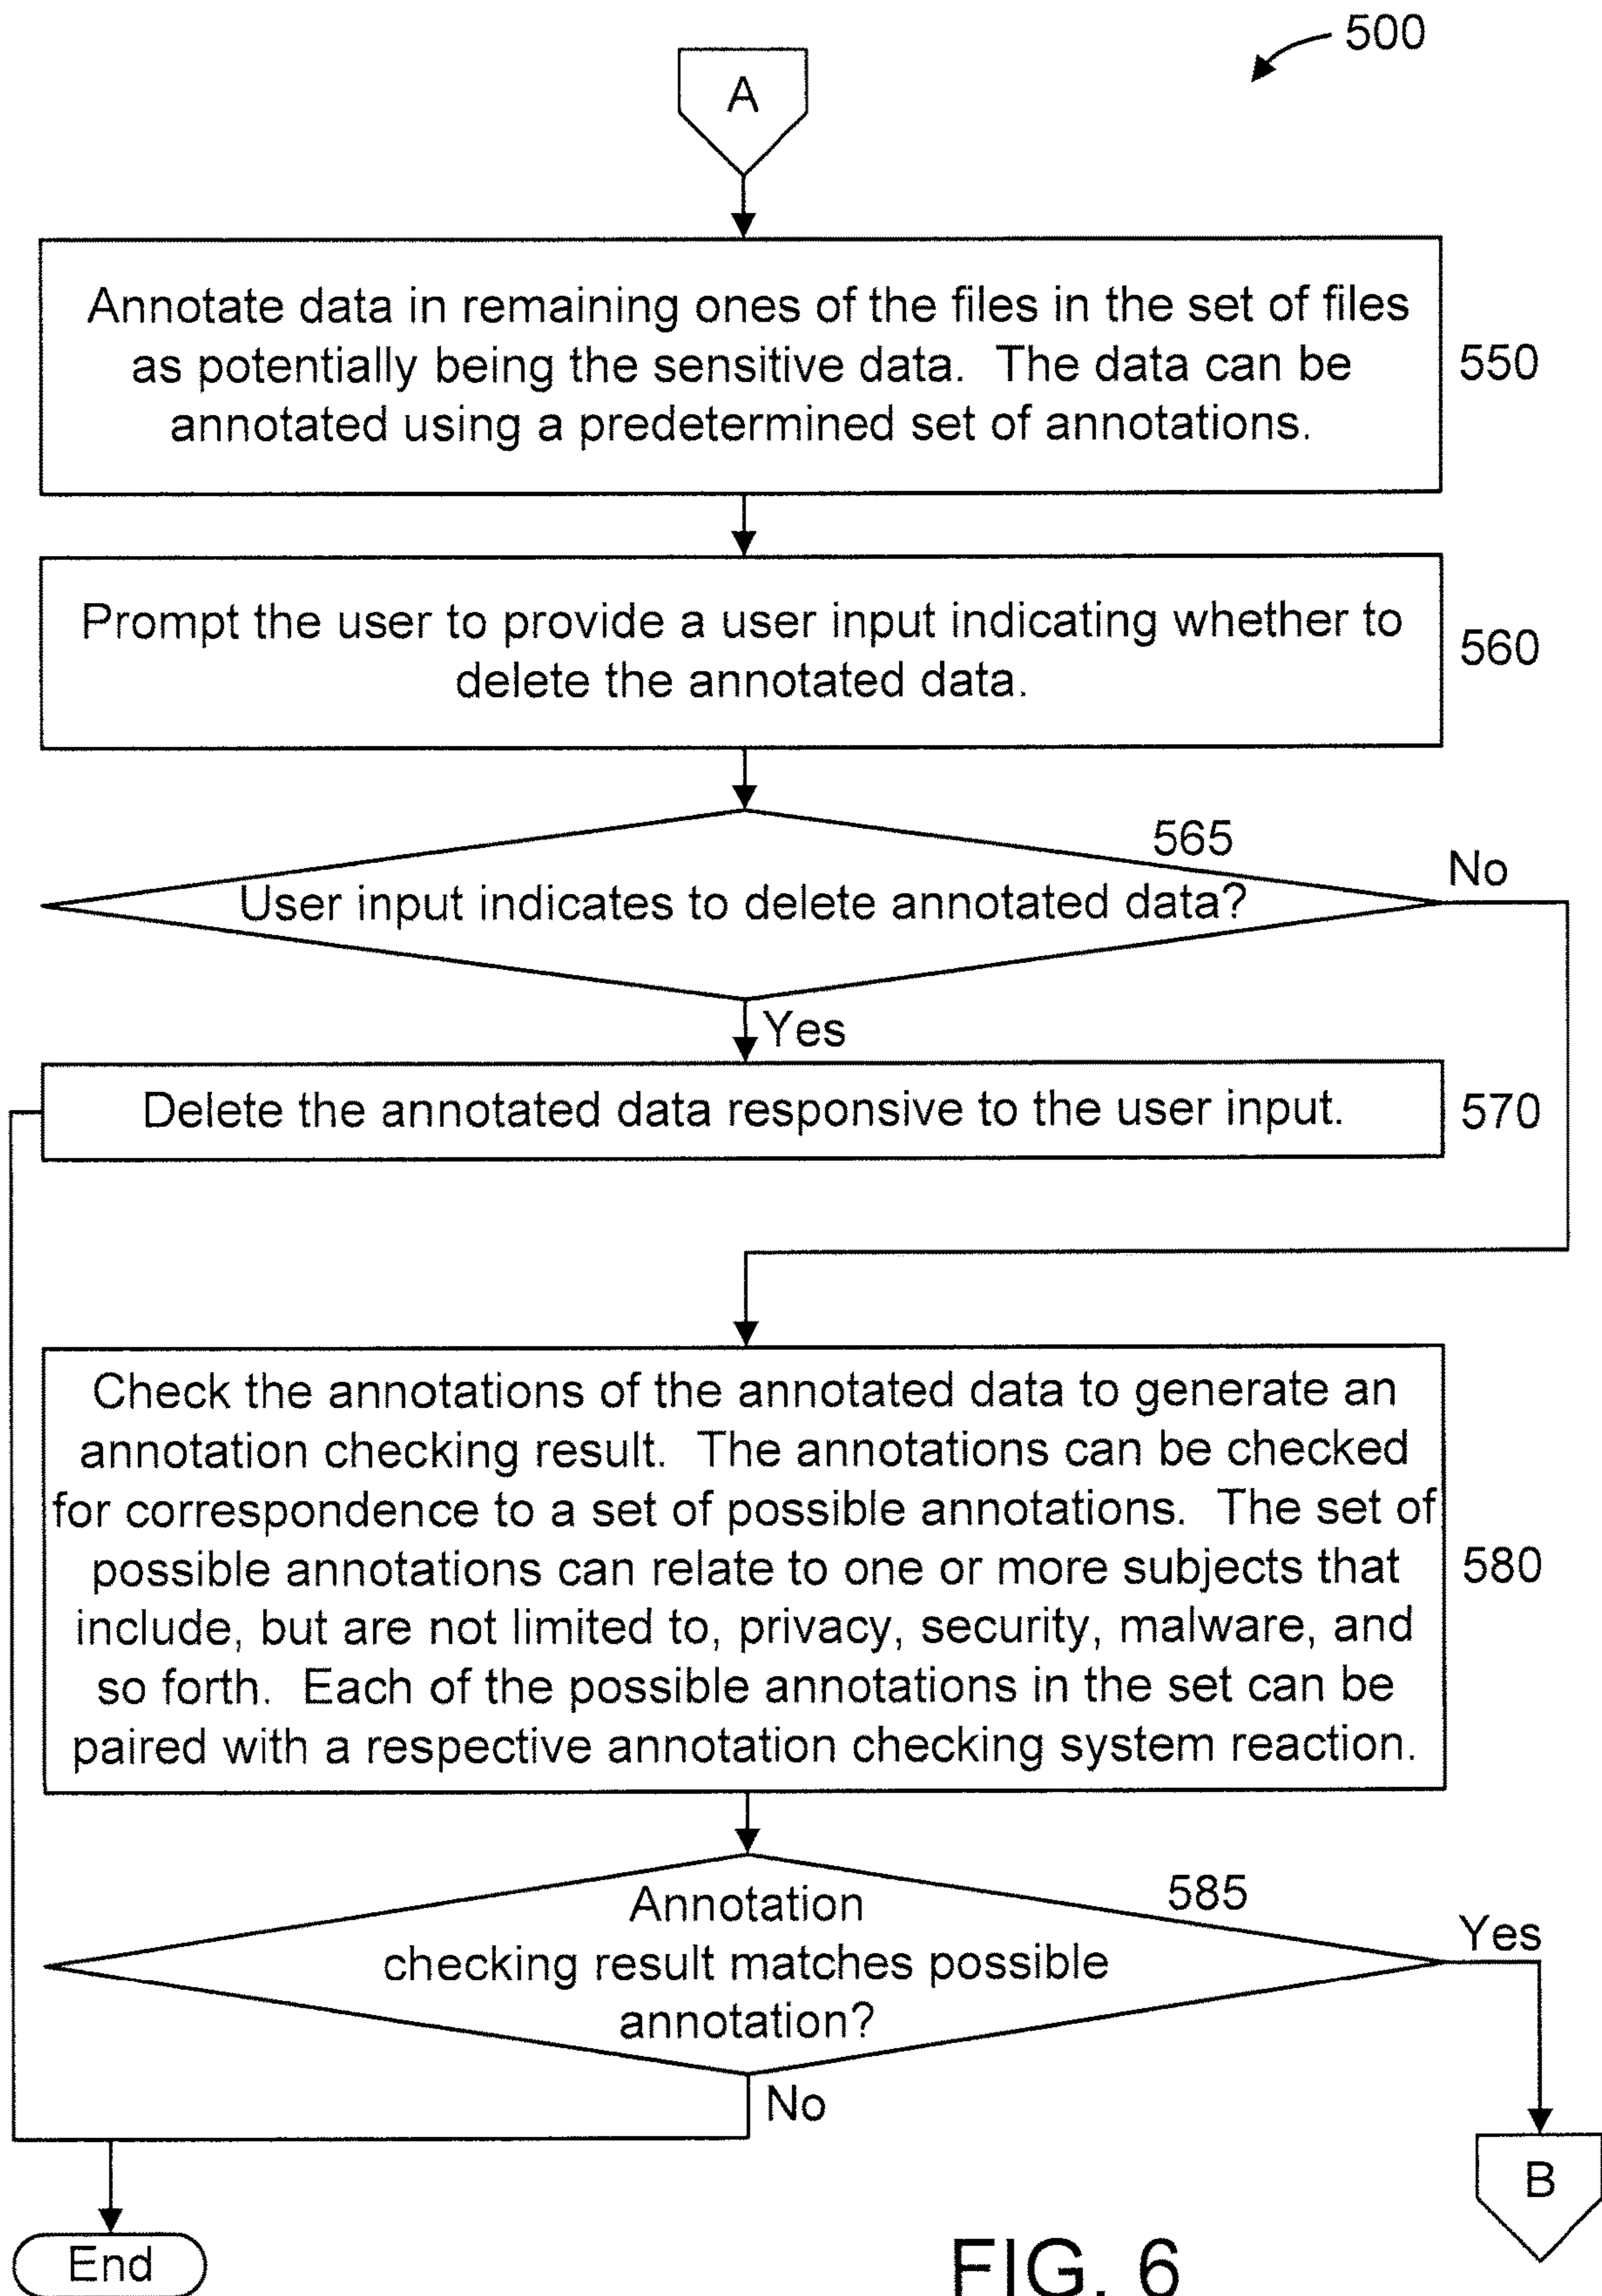 500
A
Annotate data in remaining ones of the files in the set of files
as potentially being the sensitive data. The data can be
annotated using a predetermined set of annotations.
550
Prompt the user to provide a user input indicating whether to
delete the annotated data.
560
565
No
User input indicates to delete annotated data?
Yes
Delete the annotated data responsive to the user input.
570
Check the annotations of the annotated data to generate an
annotation checking result. The annotations can be checked
for correspondence to a set of possible annotations. The set of
possible annotations can relate to one or more subjects that
include, but are not limited to, privacy, security, malware, and
so forth. Each of the possible annotations in the set can be
paired with a respective annotation checking system reaction.
580
585
Annotation
checking result matches possible
annotation?
Yes
No
B
End
FIG. 6